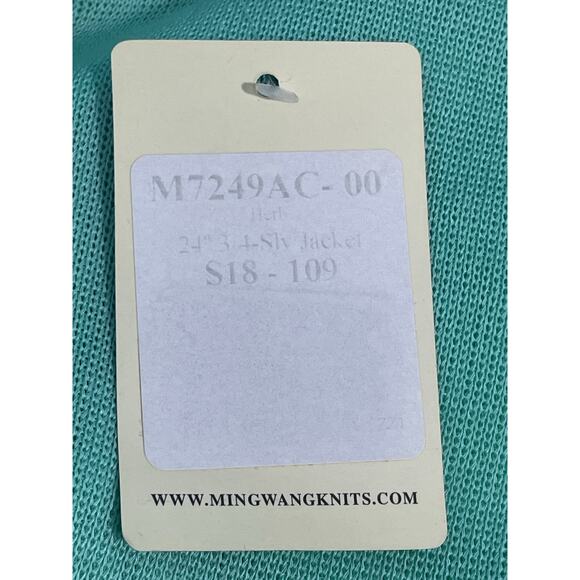 M7249AC- 00
Herb
24" 3/4-Slv Jacket
S18 - 109
WWW.MINGWANGKNITS.COM